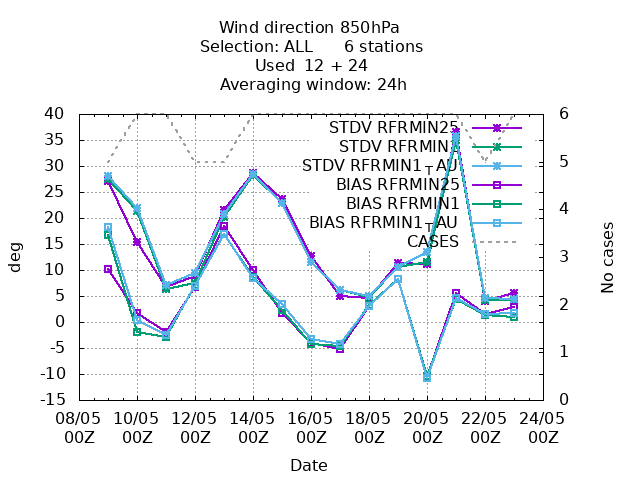 Wind direction 850hPa
Selection: ALL 6 stations
Used 12 + 24
Averaging window: 24h
40
35
30
25
20
15
10
5
0
-5
-10
-15
deg
6
5
4
3
2
1
0
No cases
STDV RFRMIN25
STDV RFRMIN1
STDV RFRMIN1TAU
BIAS RFRMIN25
BIAS RFRMIN1
BIAS RFRMIN1TAU
CASES
08/05 10/05 12/05 14/05 16/05 18/05 20/05 22/05 24/05
00Z 00Z 00Z 00Z 00Z 00Z 00Z 00Z 00Z
Date